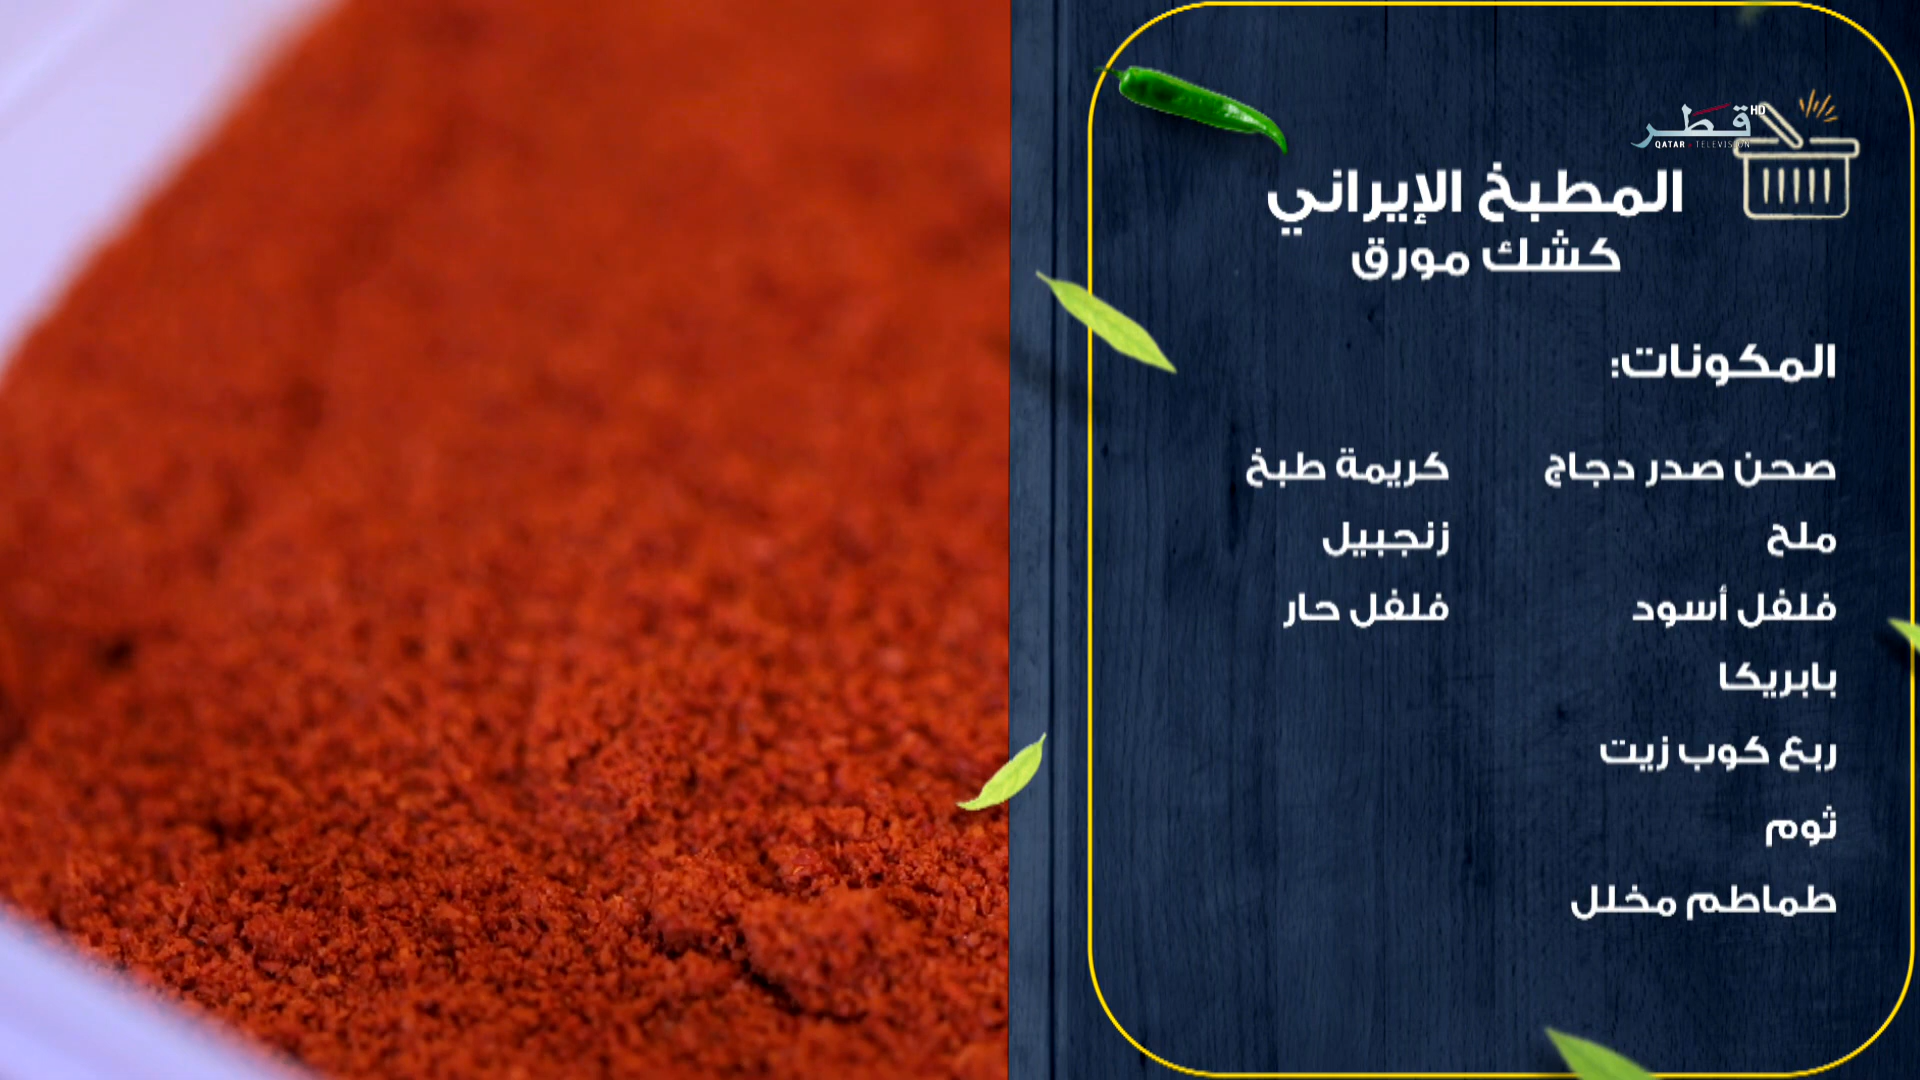 قطر HD
QATAR TELEVISION
المطبخ الإيراني
كشك مورق
المكونات:
صحن صدر دجاج
ملح
فلفل أسود
بابريكا
ربع كوب زيت
ثوم
طماطم مخلل
كريمة طبخ
زنجبيل
فلفل حار